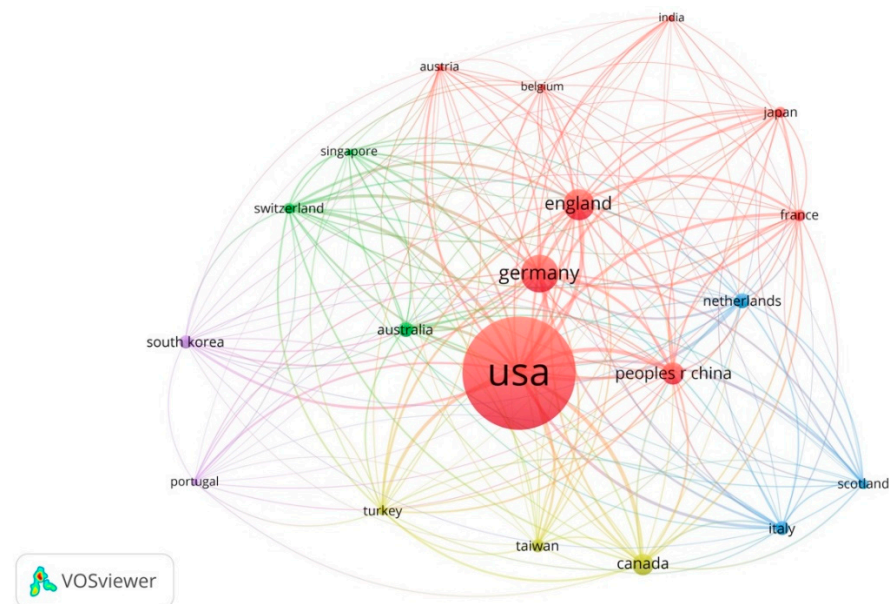 india
austria
belgium
japan
singapore
switzerland
england
france
germany
netherlands
australia
south korea
usa
peoples r china
portugal
scotland
turkey
italy
taiwan
canada
VOSviewer